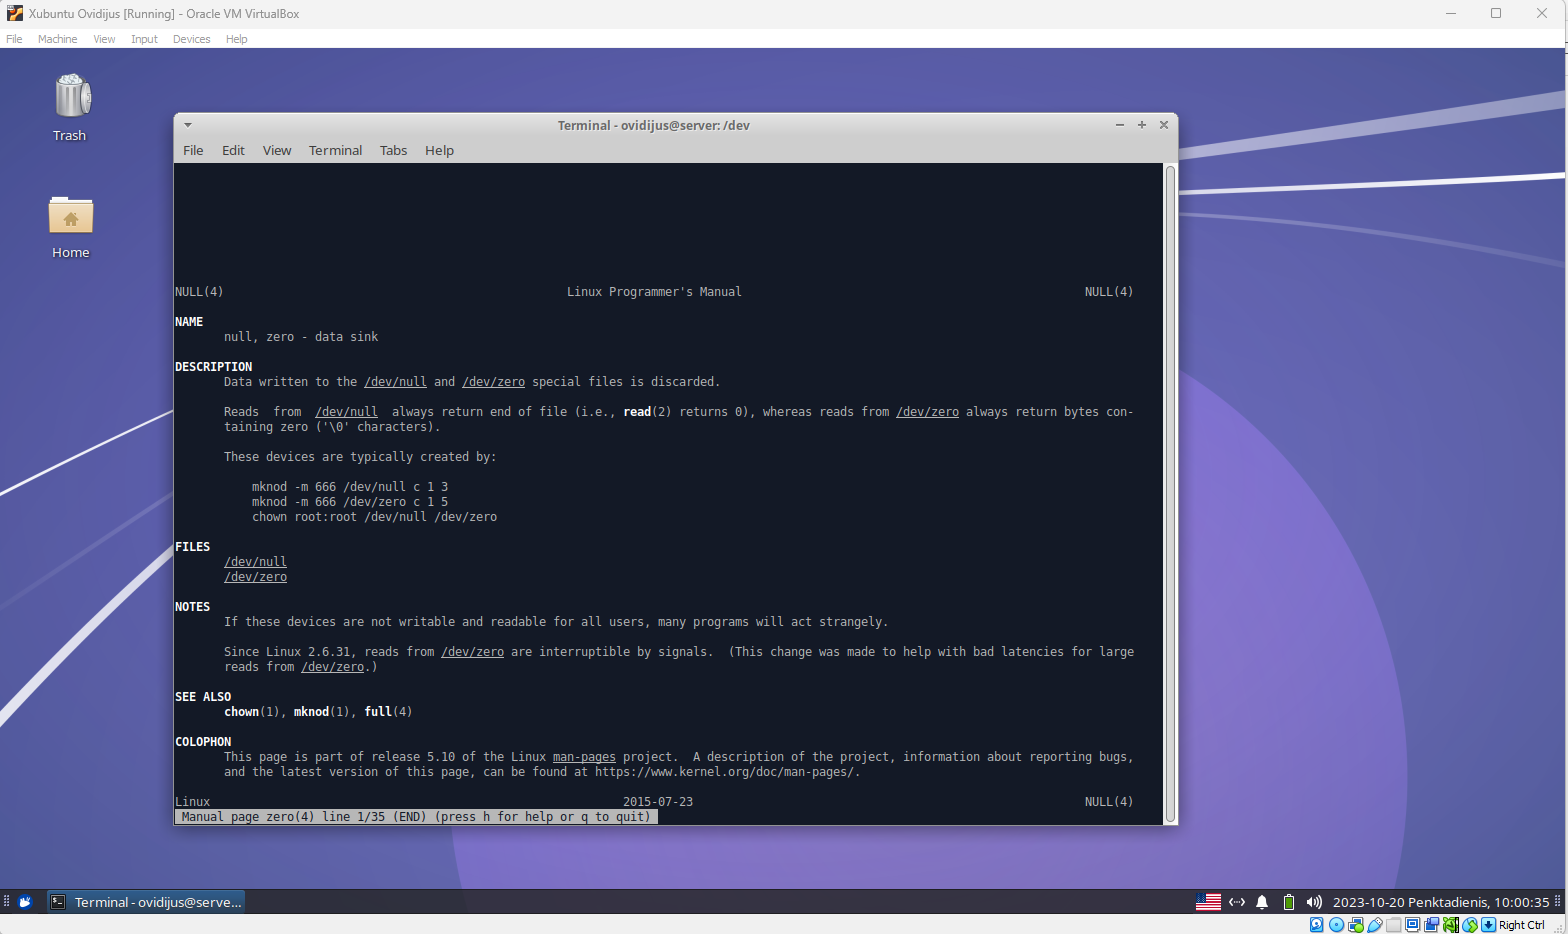 Xubuntu Ovidijus [Running] - Oracle VM VirtualBox
File Machine View Input Devices Help
Trash
Home
Terminal - ovidijus@server: /dev
File Edit View Terminal Tabs Help
NULL(4) Linux Programmer's Manual NULL(4)
NAME
null, zero - data sink
DESCRIPTION
Data written to the /dev/null and /dev/zero special files is discarded.
Reads from /dev/null always return end of file (i.e., read(2) returns 0), whereas reads from /dev/zero always return bytes con-
taining zero ('\0' characters).
These devices are typically created by:
mknod -m 666 /dev/null c 1 3
mknod -m 666 /dev/zero c 1 5
chown root:root /dev/null /dev/zero
FILES
/dev/null
/dev/zero
NOTES
If these devices are not writable and readable for all users, many programs will act strangely.
Since Linux 2.6.31, reads from /dev/zero are interruptible by signals. (This change was made to help with bad latencies for large
reads from /dev/zero.)
SEE ALSO
chown(1), mknod(1), full(4)
COLOPHON
This page is part of release 5.10 of the Linux man-pages project. A description of the project, information about reporting bugs,
and the latest version of this page, can be found at https://www.kernel.org/doc/man-pages/.
Linux 2015-07-23 NULL(4)
Manual page zero(4) line 1/35 (END) (press h for help or q to quit)
Terminal - ovidijus@serve...
2023-10-20 Penktadienis, 10:00:35
Right Ctrl